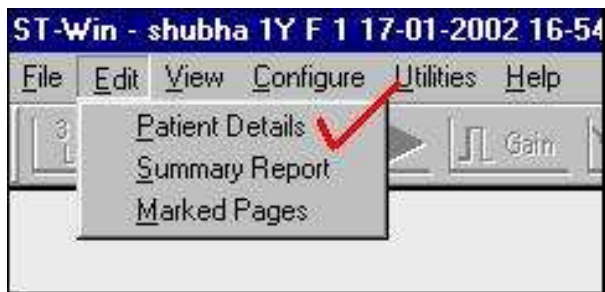 ST-Win - shubha 1Y F 1 17-01-2002 16-54
File Edit View Configure Utilities Help
Patient Details
Gain
Summary Report
Marked Pages